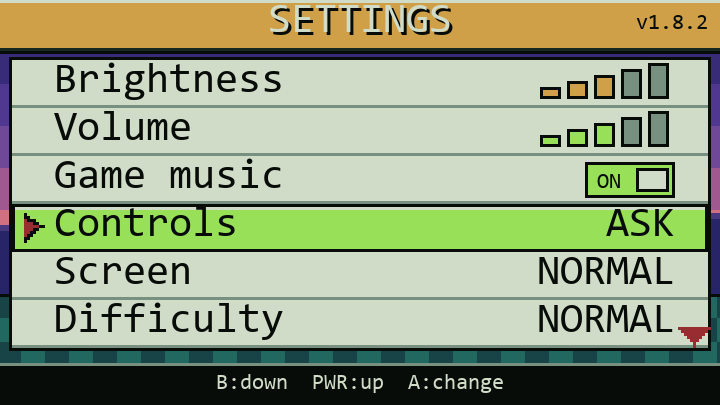 SETTINGS v1.8.2
Brightness
Volume
Game music ON
Controls ASK
Screen NORMAL
Difficulty NORMAL
B:down PWR:up A:change